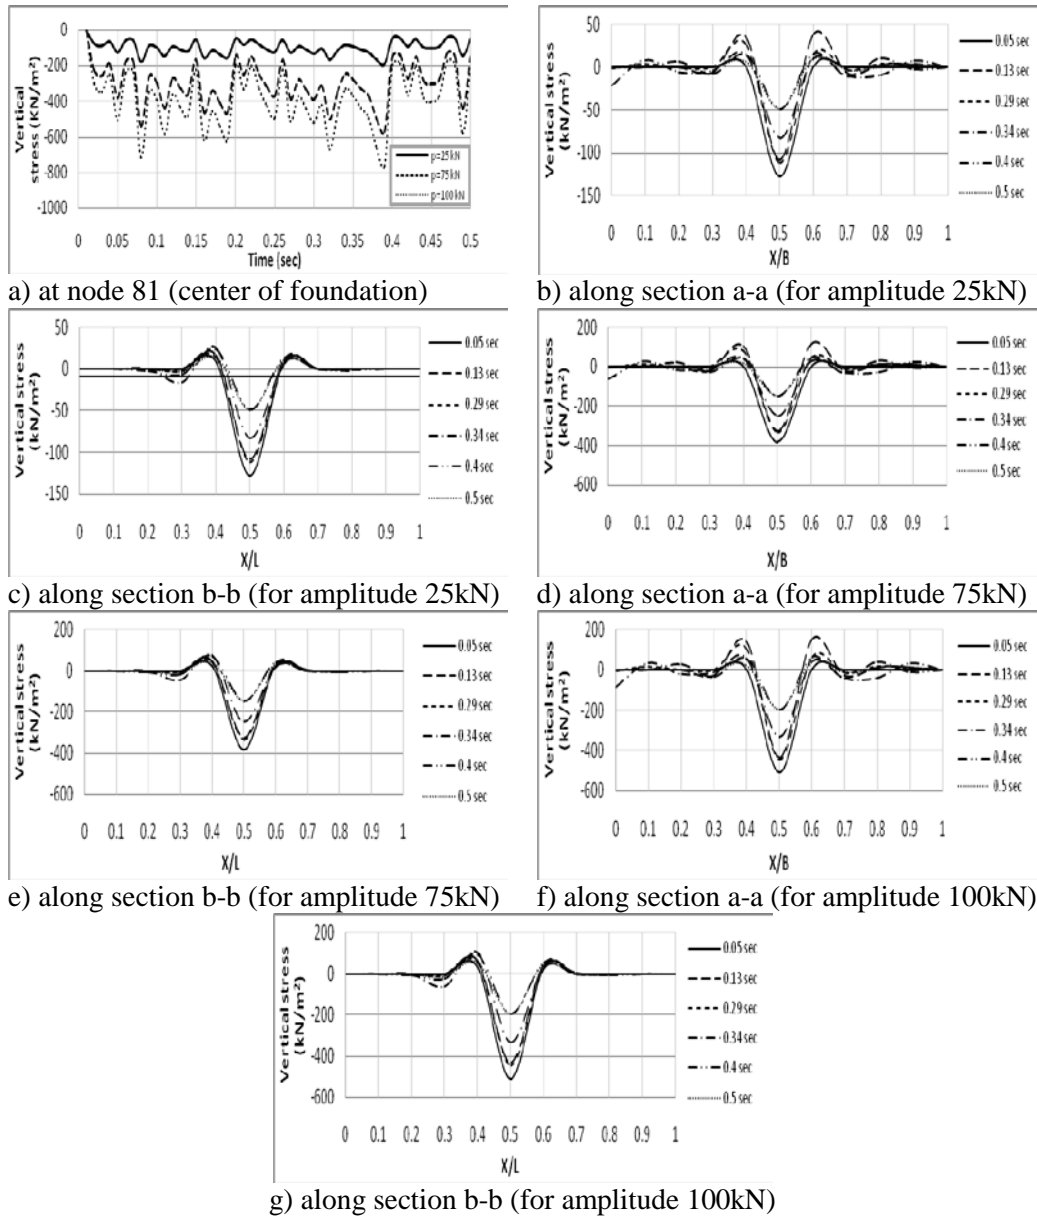 0
-200
-400
-600
-800
-1000
Vertical
stress (KN/m²)
p=25kN
p=75 kN
p=100kN
0 0.05 0.1 0.15 0.2 0.25 0.3 0.35 0.4 0.45 0.5
Time (sec)
a) at node 81 (center of foundation)
50
0
-50
-100
-150
Vertical stress
(kN/m²)
0.05 sec
0.13 sec
0.29 sec
0.34 sec
0.4 sec
0.5 sec
0 0.1 0.2 0.3 0.4 0.5 0.6 0.7 0.8 0.9 1
X/B
b) along section a-a (for amplitude 25kN)
50
0
-50
-100
-150
Vertical stress
(kN/m²)
0.05 sec
0.13 sec
0.29 sec
0.34 sec
0.4 sec
0.5 sec
0 0.1 0.2 0.3 0.4 0.5 0.6 0.7 0.8 0.9 1
X/L
c) along section b-b (for amplitude 25kN)
200
0
-200
-400
-600
Vertical stress
(kN/m²)
0.05 sec
0.13 sec
0.29 sec
0.34 sec
0.4 sec
0.5 sec
0 0.1 0.2 0.3 0.4 0.5 0.6 0.7 0.8 0.9 1
X/B
d) along section a-a (for amplitude 75kN)
200
0
-200
-400
-600
Vertical stress
(kN/m²)
0.05 sec
0.13 sec
0.29 sec
0.34 sec
0.4 sec
0.5 sec
0 0.1 0.2 0.3 0.4 0.5 0.6 0.7 0.8 0.9 1
X/L
e) along section b-b (for amplitude 75kN)
200
0
-200
-400
-600
Vertical stress
(kN/m²)
0.05 sec
0.13 sec
0.29 sec
0.34 sec
0.4 sec
0.5 sec
0 0.1 0.2 0.3 0.4 0.5 0.6 0.7 0.8 0.9 1
X/B
f) along section a-a (for amplitude 100kN)
200
0
-200
-400
-600
Vertical stress
(kN/m²)
0.05 sec
0.13 sec
0.29 sec
0.34 sec
0.4 sec
0.5 sec
0 0.1 0.2 0.3 0.4 0.5 0.6 0.7 0.8 0.9 1
X/L
g) along section b-b (for amplitude 100kN)